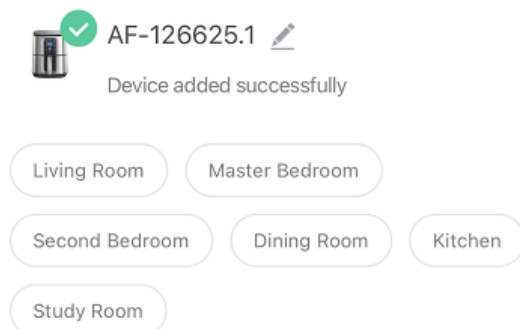 AF-126625.1
Device added successfully
Living Room
Master Bedroom
Second Bedroom
Dining Room
Kitchen
Study Room